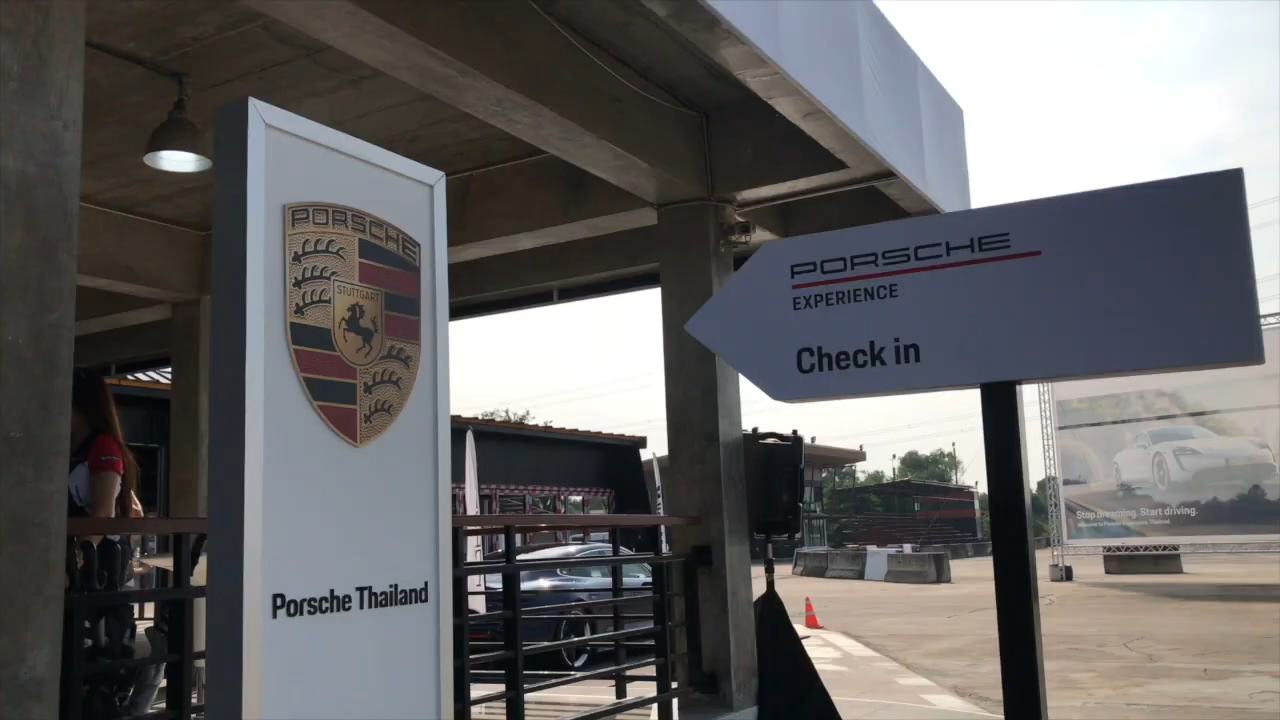 PORSCHE
STUTTGART
Porsche Thailand
PORSCHE
EXPERIENCE
Check in
Stop dreaming. Start driving.